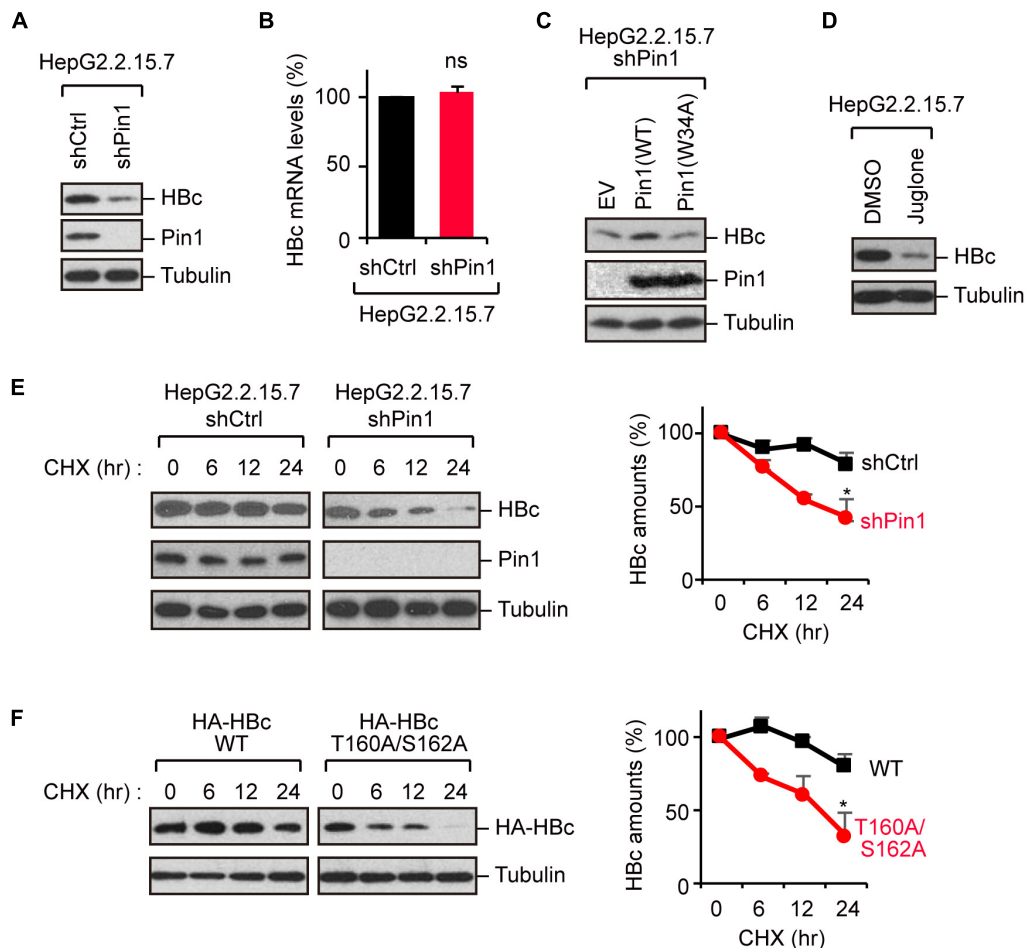 A
HepG2.2.15.7
shCtrl
shPin1
HBc
Pin1
Tubulin
B
HBc mRNA levels (%)
100
50
0
ns
shCtrl shPin1
HepG2.2.15.7
C
HepG2.2.15.7
shPin1
EV
Pin1(WT)
Pin1(W34A)
HBc
Pin1
Tubulin
D
HepG2.2.15.7
DMSO
Juglone
HBc
Tubulin
E
HepG2.2.15.7
shCtrl
HepG2.2.15.7
shPin1
CHX (hr) : 0 6 12 24 0 6 12 24
HBc
Pin1
Tubulin
HBc amounts (%)
100
50
0
shCtrl
*
shPin1
0 6 12 24
CHX (hr)
F
HA-HBc
WT
HA-HBc
T160A/S162A
CHX (hr) : 0 6 12 24 0 6 12 24
HA-HBc
Tubulin
HBc amounts (%)
100
50
0
WT
*
T160A/
S162A
0 6 12 24
CHX (hr)